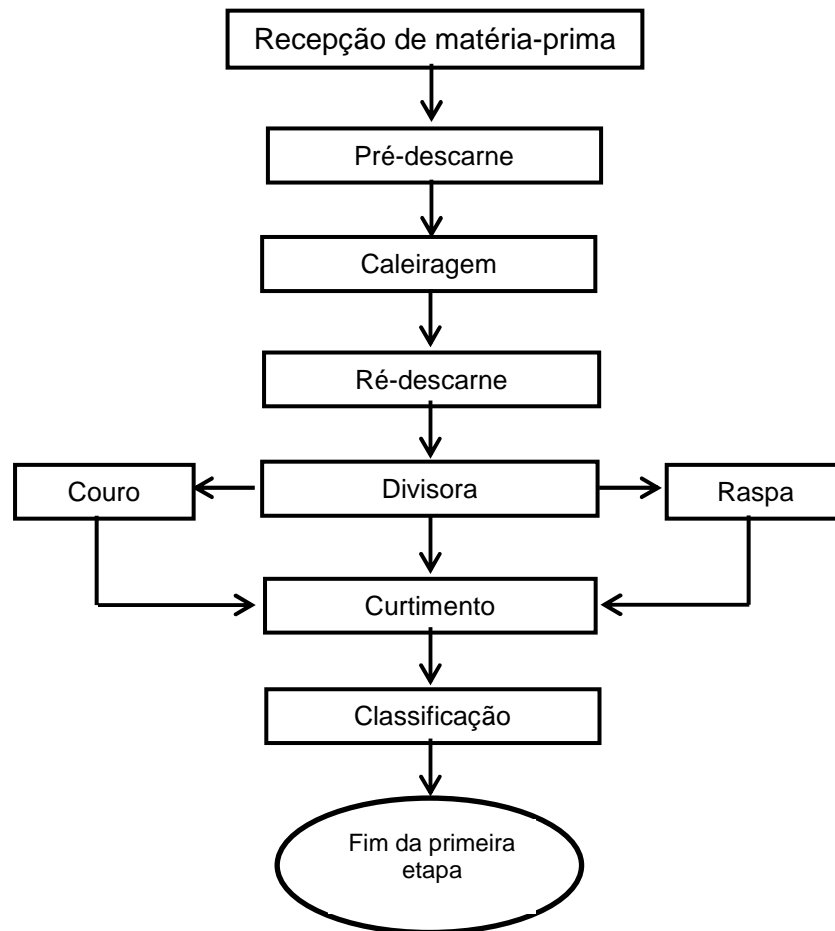 Recepção de matéria-prima
Pré-descarne
Caleiragem
Ré-descarne
Couro
Divisora
Raspa
Curtimento
Classificação
Fim da primeira
etapa